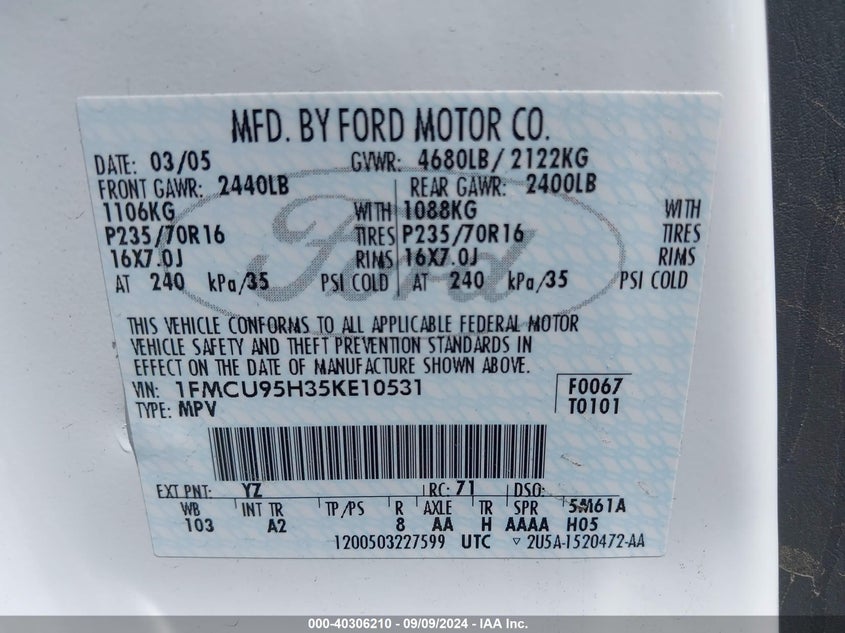 MFD. BY FORD MOTOR CO.
DATE: 03/05 GVWR: 4680LB/2122KG
FRONT GAWR: 2440LB REAR GAWR: 2400LB
1106KG WITH 1088KG WITH
P235/70R16 TIRES P235/70R16 TIRES
16X7.0J RIMS 16X7.0J RIMS
AT 240 kPa/35 PSI COLD AT 240 kPa/35 PSI COLD
Ford
THIS VEHICLE CONFORMS TO ALL APPLICABLE FEDERAL MOTOR
VEHICLE SAFETY AND THEFT PREVENTION STANDARDS IN
EFFECT ON THE DATE OF MANUFACTURE SHOWN ABOVE.
VIN: 1FMCU95H35KE10531 F0067
TYPE: MPV T0101
EXT PNT: YZ RC: 71 DSO:
WB INT TR TP/PS R AXLE TR SPR 5M61A
103 A2 8 AA H AAAA H05
1200503227599 UTC ▽ 2U5A-1520472-AA
000-40306210 - 09/09/2024 - IAA Inc.